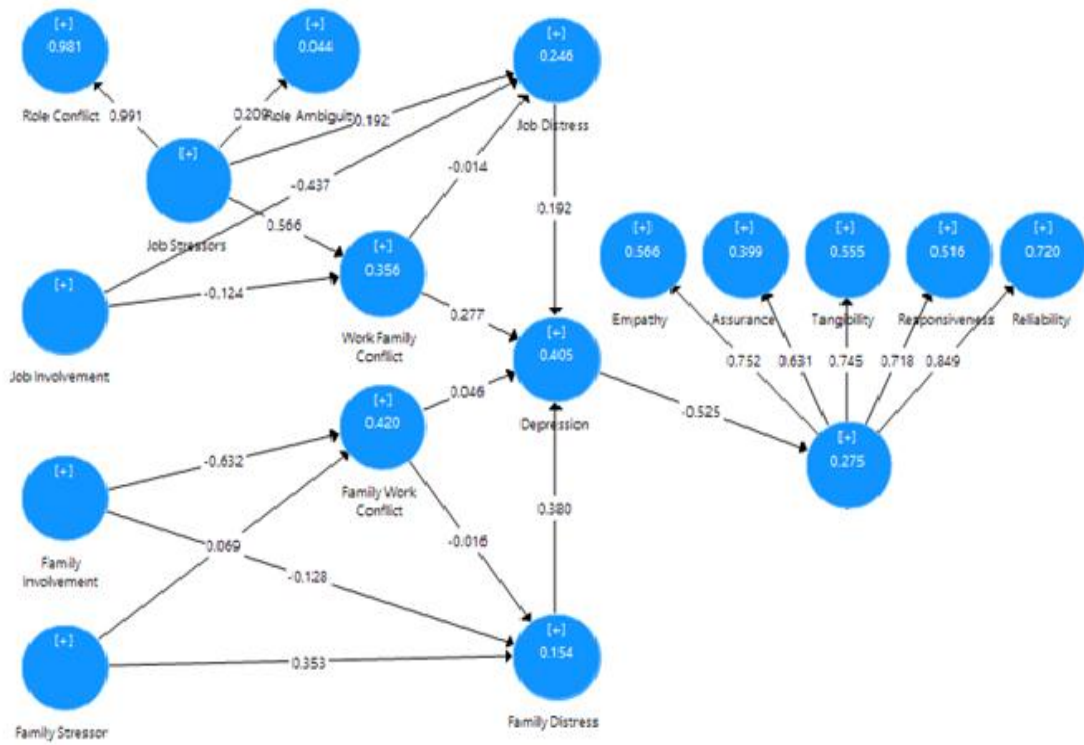 [+]
0.981
Role Conflict
[+]
0.044
Role Ambiguit
[+]
0.246
Job Distress
0.991
0.209
0.192
-0.014
-0.437
[+]
Job Stressors
0.566
0.192
[+]
0.356
Work Family
Conflict
[+]
Job Involvement
-0.124
0.277
[+]
0.566
Empathy
[+]
0.399
Assurance
[+]
0.555
Tangibility
[+]
0.516
Responsiveness
[+]
0.720
Reliability
0.752
0.631
0.745
0.718
0.849
[+]
0.405
Depression
0.046
-0.525
[+]
0.275
[+]
0.420
Family Work
Conflict
-0.632
[+]
Family
Involvement
0.069
-0.128
-0.016
0.380
[+]
Family Stressor
0.353
[+]
0.154
Family Distress